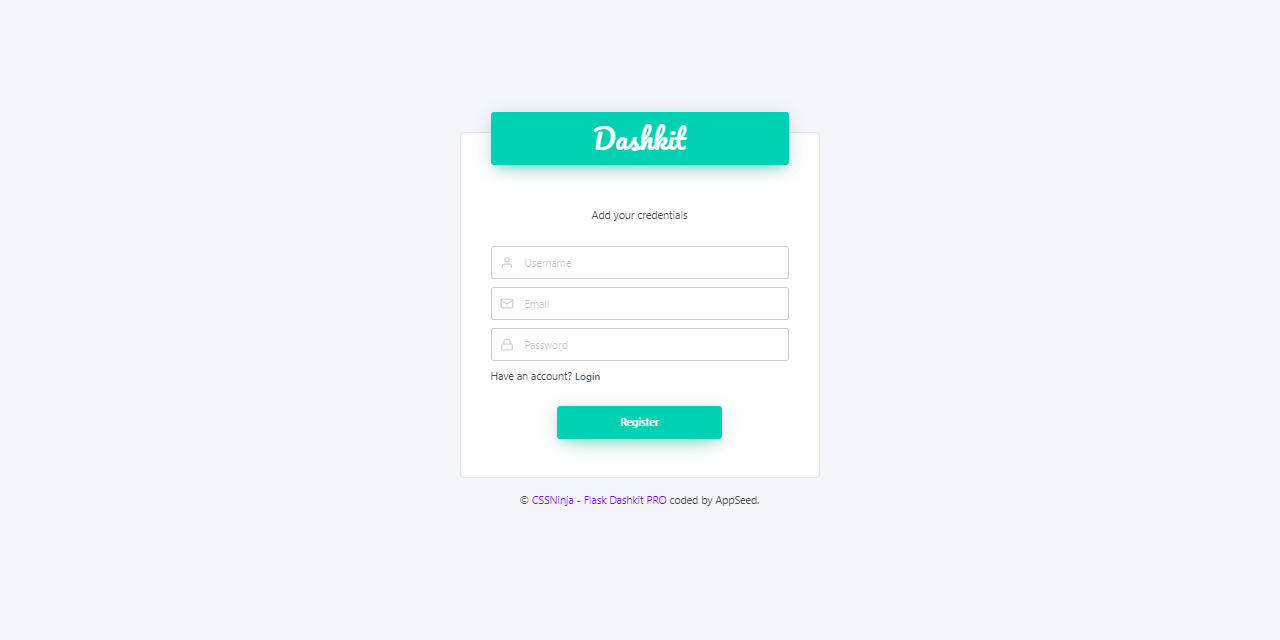 Dashkit
Add your credentials
Username
Email
Password
Have an account? Login
Register
© CSSNinja - Flask Dashkit PRO coded by AppSeed.